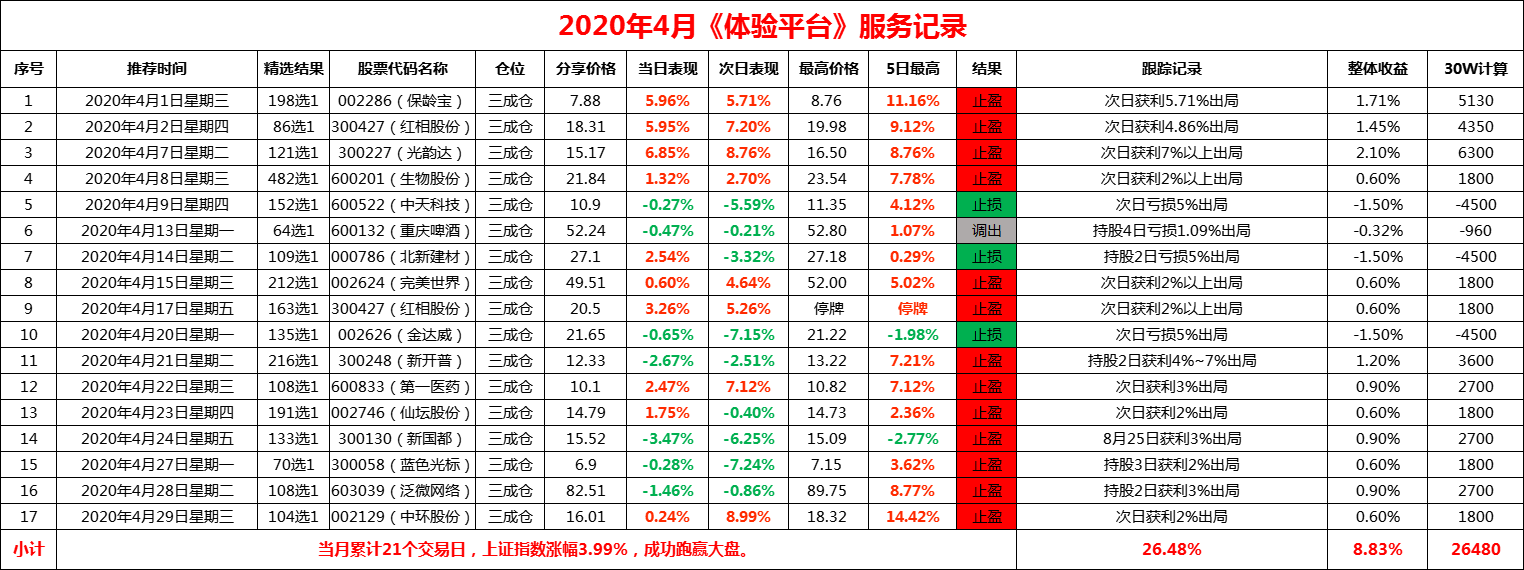 2020年4月《体验平台》服务记录
序号 推荐时间 精选结果 股票代码名称 仓位 分享价格 当日表现 次日表现 最高价格 5日最高 结果 跟踪记录 整体收益 30W计算
1 2020年4月1日星期三 198选1 002286（保龄宝） 三成仓 7.88 5.96% 5.71% 8.76 11.16% 止盈 次日获利5.71%出局 1.71% 5130
2 2020年4月2日星期四 86选1 300427（红相股份） 三成仓 18.31 5.95% 7.20% 19.98 9.12% 止盈 次日获利4.86%出局 1.45% 4350
3 2020年4月7日星期二 121选1 300227（光韵达） 三成仓 15.17 6.85% 8.76% 16.50 8.76% 止盈 次日获利7%以上出局 2.10% 6300
4 2020年4月8日星期三 482选1 600201（生物股份） 三成仓 21.84 1.32% 2.70% 23.54 7.78% 止盈 次日获利2%以上出局 0.60% 1800
5 2020年4月9日星期四 152选1 600522（中天科技） 三成仓 10.9 -0.27% -5.59% 11.35 4.12% 止损 次日亏损5%出局 -1.50% -4500
6 2020年4月13日星期一 64选1 600132（重庆啤酒） 三成仓 52.24 -0.47% -0.21% 52.80 1.07% 调出 持股4日亏损1.09%出局 -0.32% -960
7 2020年4月14日星期二 109选1 000786（北新建材） 三成仓 27.1 2.54% -3.32% 27.18 0.29% 止损 持股2日亏损5%出局 -1.50% -4500
8 2020年4月15日星期三 212选1 002624（完美世界） 三成仓 49.51 0.60% 4.64% 52.00 5.02% 止盈 次日获利2%以上出局 0.60% 1800
9 2020年4月17日星期五 163选1 300427（红相股份） 三成仓 20.5 3.26% 5.26% 停牌 停牌 止盈 次日获利2%以上出局 0.60% 1800
10 2020年4月20日星期一 135选1 002626（金达威） 三成仓 21.65 -0.65% -7.15% 21.22 -1.98% 止损 次日亏损5%出局 -1.50% -4500
11 2020年4月21日星期二 216选1 300248（新开普） 三成仓 12.33 -2.67% -2.51% 13.22 7.21% 止盈 持股2日获利4%~7%出局 1.20% 3600
12 2020年4月22日星期三 108选1 600833（第一医药） 三成仓 10.1 2.47% 7.12% 10.82 7.12% 止盈 次日获利3%出局 0.90% 2700
13 2020年4月23日星期四 191选1 002746（仙坛股份） 三成仓 14.79 1.75% -0.40% 14.73 2.36% 止盈 次日获利2%出局 0.60% 1800
14 2020年4月24日星期五 133选1 300130（新国都） 三成仓 15.52 -3.47% -6.25% 15.09 -2.77% 止盈 8月25日获利3%出局 0.90% 2700
15 2020年4月27日星期一 70选1 300058（蓝色光标） 三成仓 6.9 -0.28% -7.24% 7.15 3.62% 止盈 持股3日获利2%出局 0.60% 1800
16 2020年4月28日星期二 108选1 603039（泛微网络） 三成仓 82.51 -1.46% -0.86% 89.75 8.77% 止盈 持股2日获利3%出局 0.90% 2700
17 2020年4月29日星期三 104选1 002129（中环股份） 三成仓 16.01 0.24% 8.99% 18.32 14.42% 止盈 次日获利2%出局 0.60% 1800
小计 当月累计21个交易日，上证指数涨幅3.99%，成功跑赢大盘。 26.48% 8.83% 26480